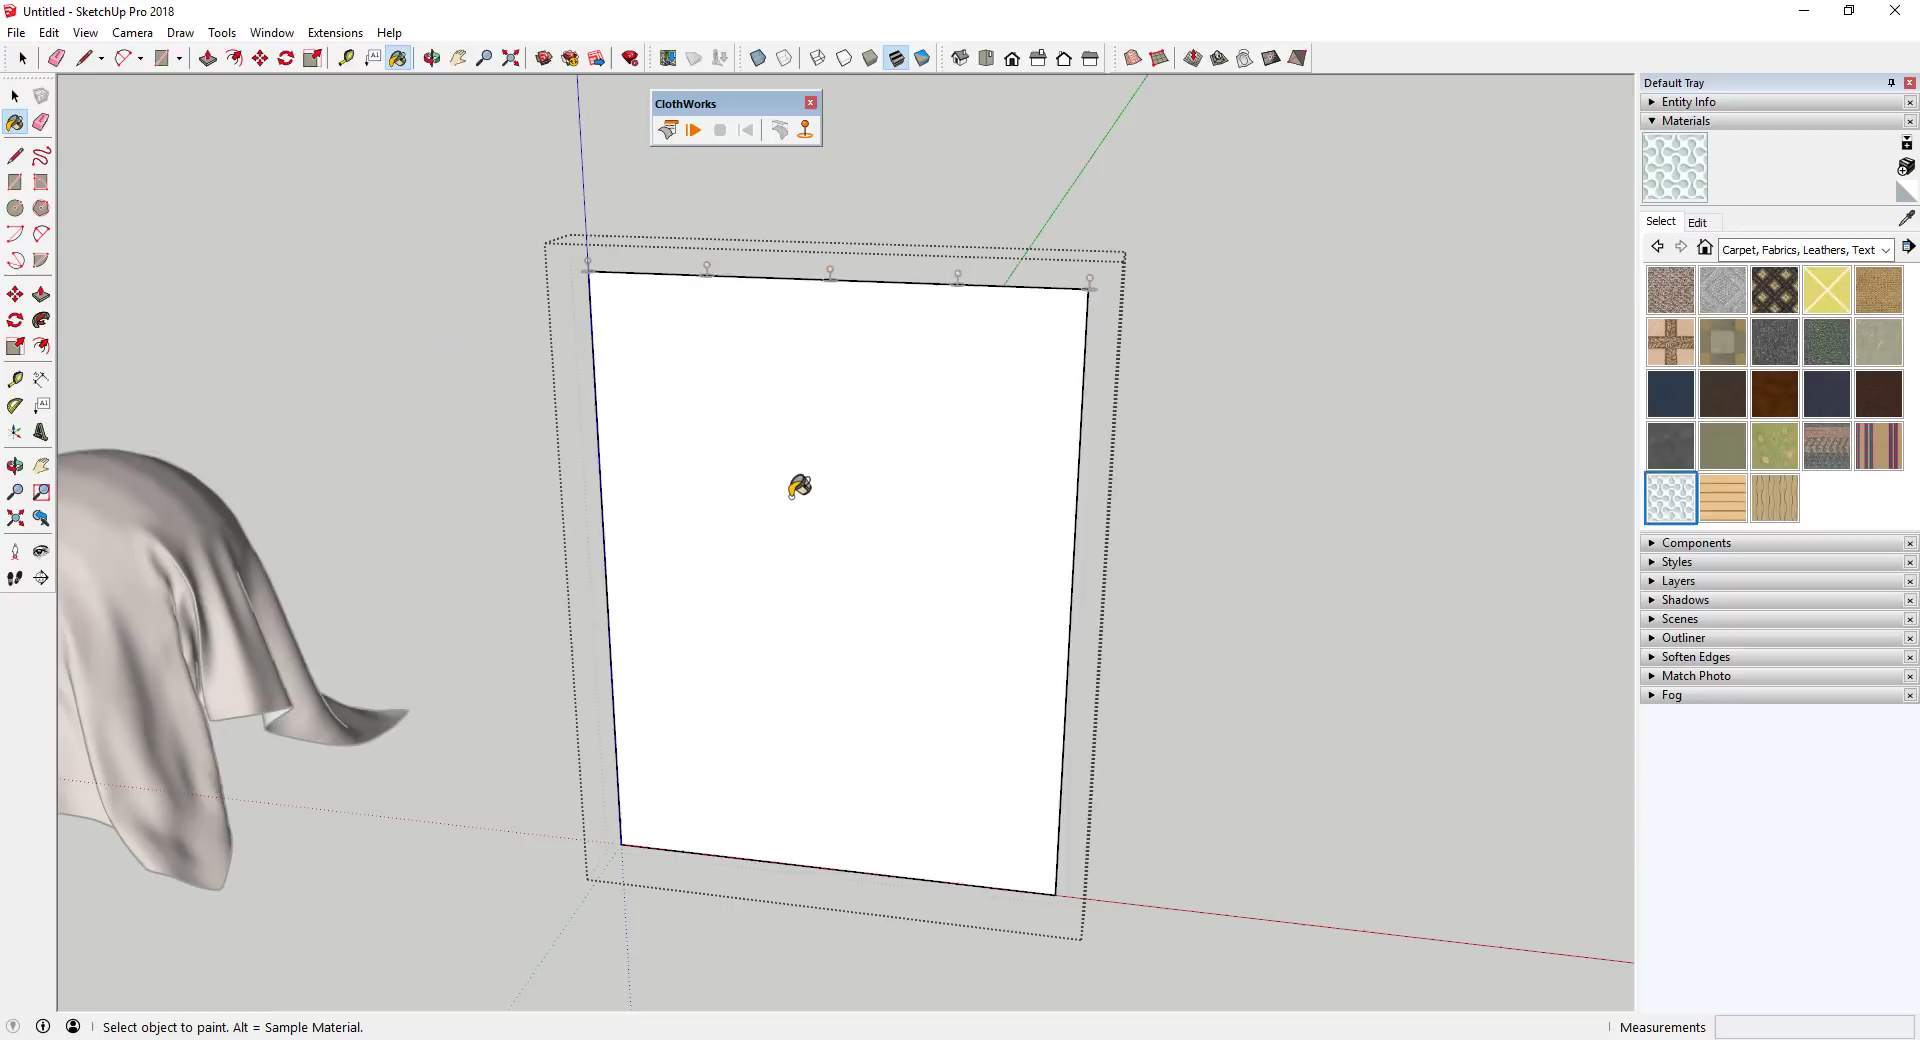 Untitled - SketchUp Pro 2018
File Edit View Camera Draw Tools Window Extensions Help
ClothWorks
Default Tray
Entity Info
Materials
Select Edit
Carpet, Fabrics, Leathers, Text
Components
Styles
Layers
Shadows
Scenes
Outliner
Soften Edges
Match Photo
Fog
Select object to paint. Alt = Sample Material.
Measurements